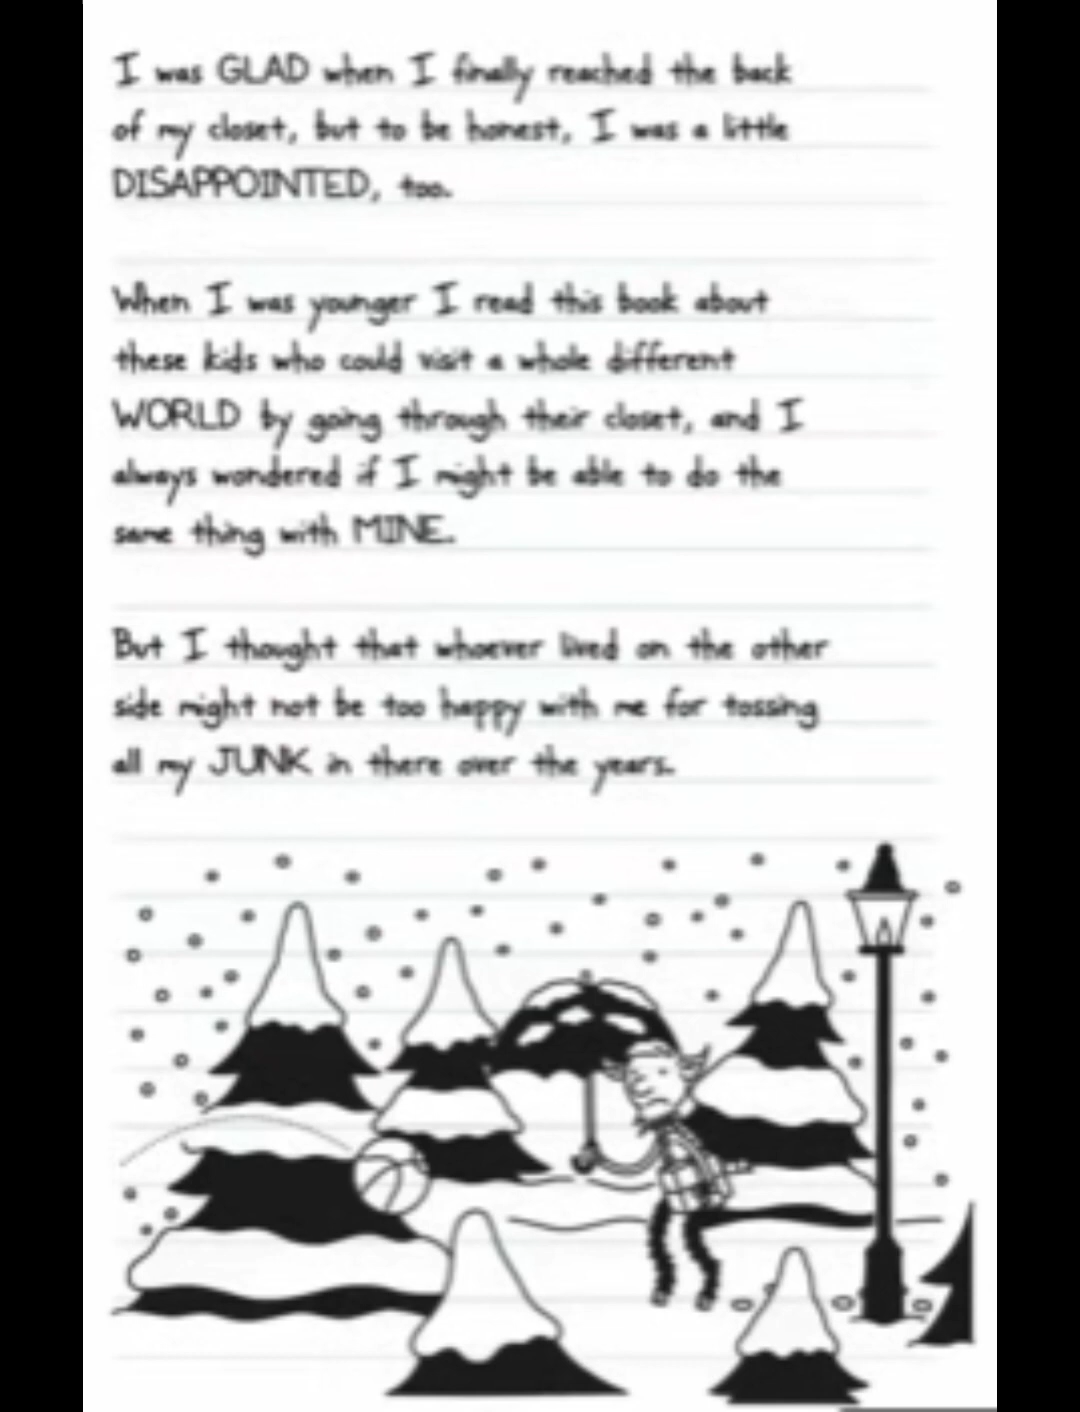 I was GLAD when I finally reached the back
of my closet, but to be honest, I was a little
DISAPPOINTED, too.
When I was younger I read this book about
these kids who could visit a whole different
WORLD by going through their closet, and I
always wondered if I might be able to do the
same thing with MINE.
But I thought that whoever lived on the other
side might not be too happy with me for tossing
all my JUNK in there over the years.